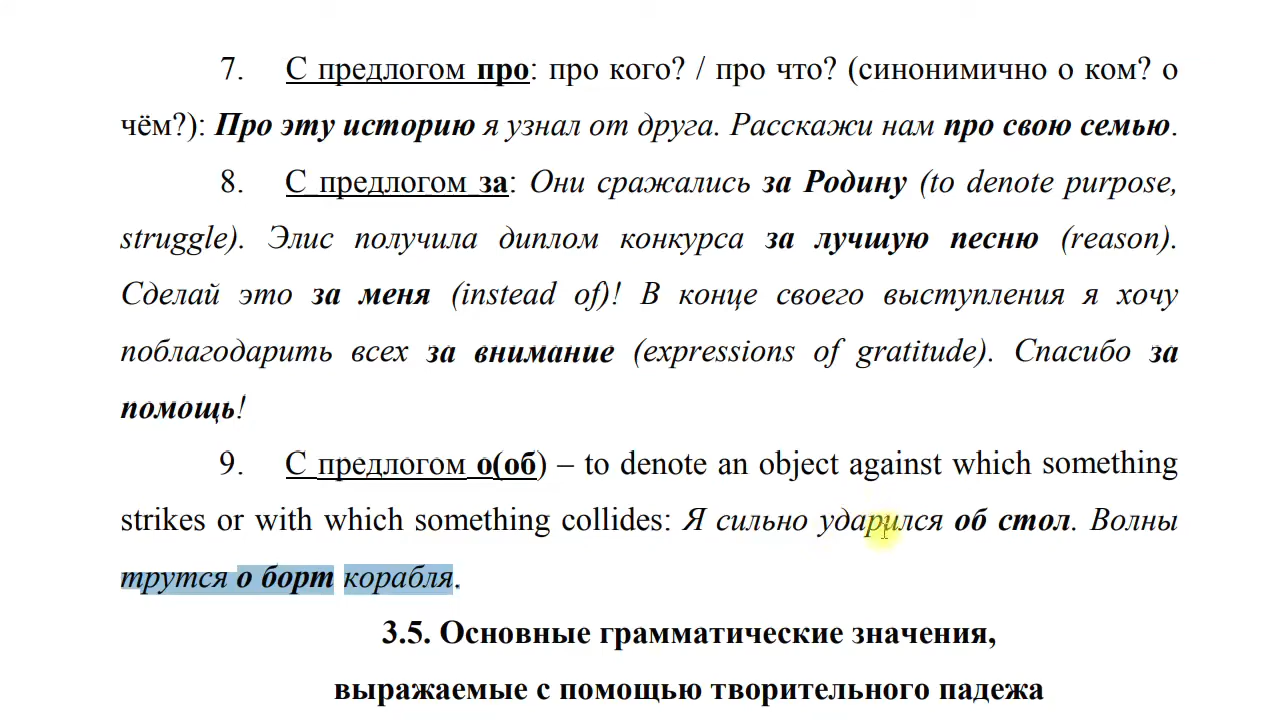 7. С предлогом про: про кого? / про что? (синонимично о ком? о
чём?): Про эту историю я узнал от друга. Расскажи нам про свою семью.
8. С предлогом за: Они сражались за Родину (to denote purpose,
struggle). Элис получила диплом конкурса за лучшую песню (reason).
Сделай это за меня (instead of)! В конце своего выступления я хочу
поблагодарить всех за внимание (expressions of gratitude). Спасибо за
помощь!
9. С предлогом о(об) – to denote an object against which something
strikes or with which something collides: Я сильно ударился об стол. Волны
трутся о борт корабля.
3.5. Основные грамматические значения,
выражаемые с помощью творительного падежа